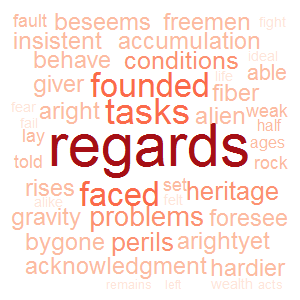 fault beseems freemen fight
insistent accumulation ideal
behave conditions able
giver founded life fiber
fear aright tasks alien weak
fail half
lay regards ages
told rock
rises faced set heritage
alike felt
gravity problems foresee
bygone perils arightyet
acknowledgment hardier
remains left wealth acts